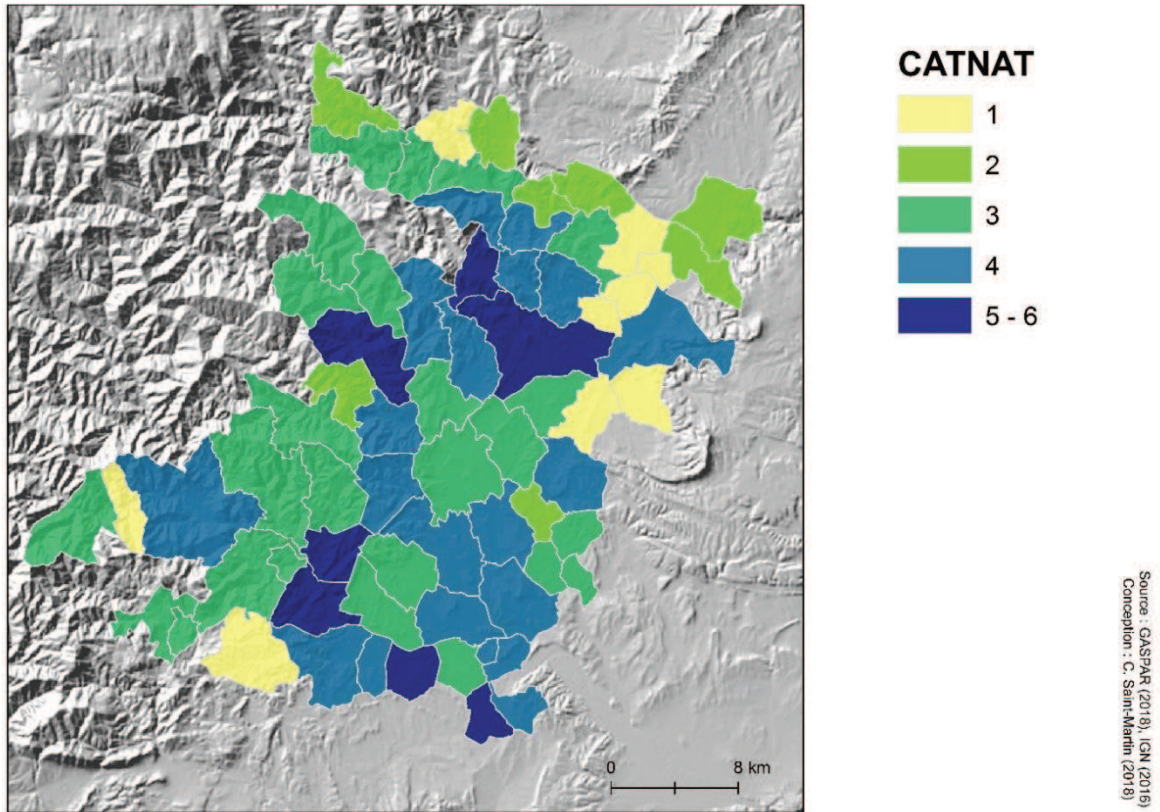 CATNAT
1
2
3
4
5 - 6
0 8 km
Source : GASPAR (2018), IGN (2016)
Conception : C. Saint-Martin (2018)